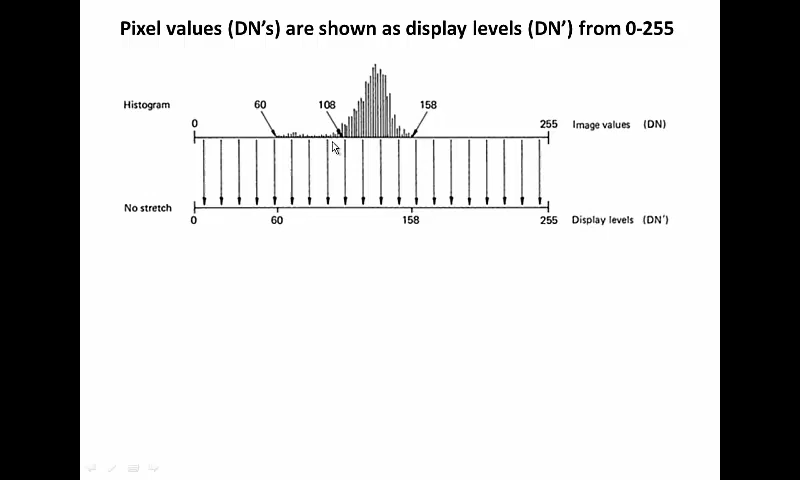 Pixel values (DN's) are shown as display levels (DN') from 0-255
Histogram
60
108
158
0
255
Image values (DN)
No stretch
0
60
158
255
Display levels (DN')